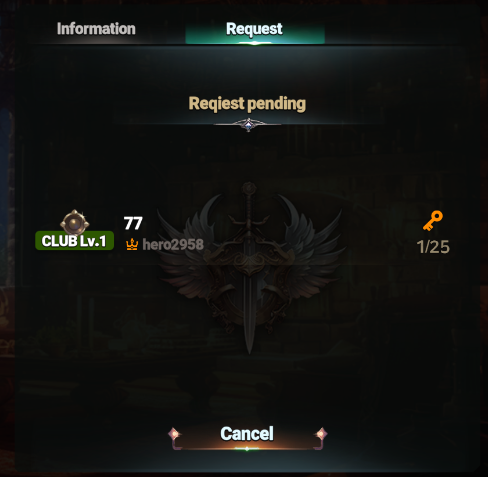 Information
Request
Reqiest pending
77
CLUB Lv.1
hero2958
1/25
Cancel